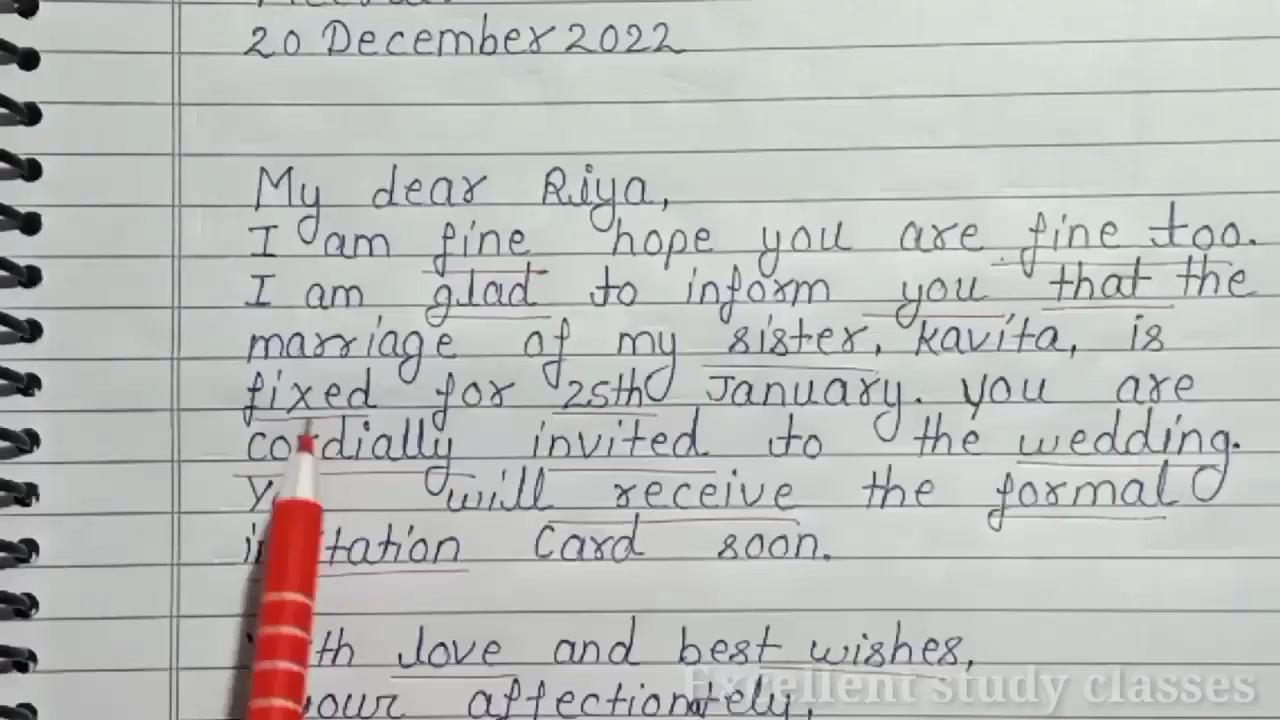 20 December 2022
My dear Riya,
I am fine hope you are fine too.
I am glad to inform you that the
marriage of my sister, kavita, is
fixed for 25th January. you are
cordially invited to the wedding.
will receive the formal
card soon.
love and best wishes,
affectionately,
Excellent study classes